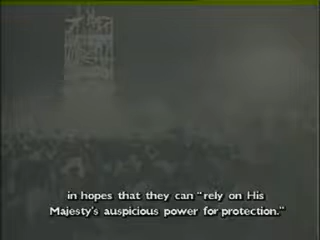 in hopes that they can "rely on His
Majesty's auspicious power for protection."